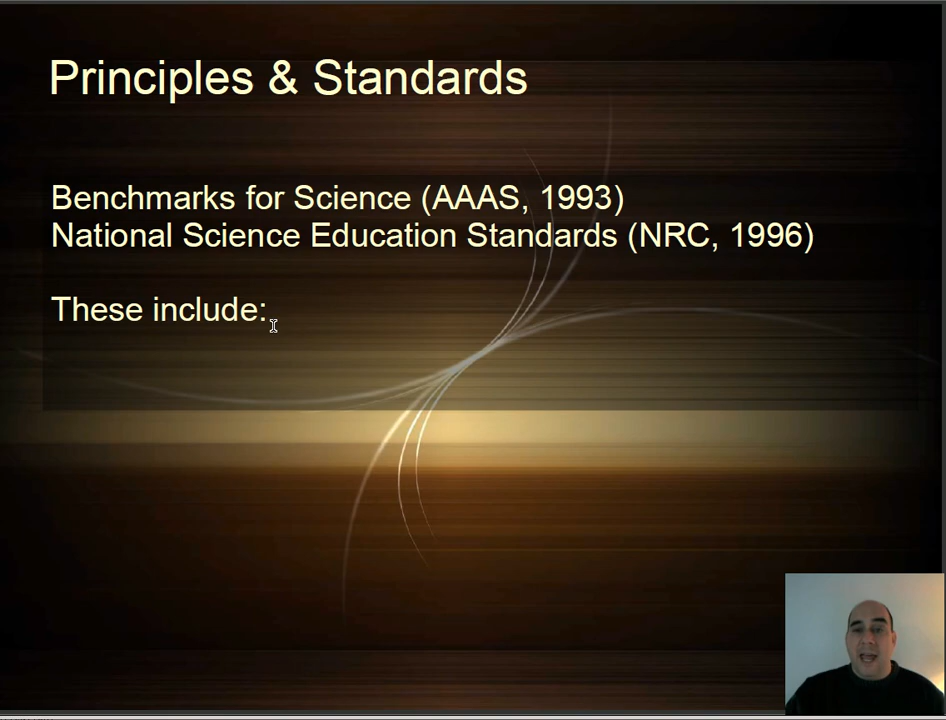 Principles & Standards
Benchmarks for Science (AAAS, 1993)
National Science Education Standards (NRC, 1996)
These include: